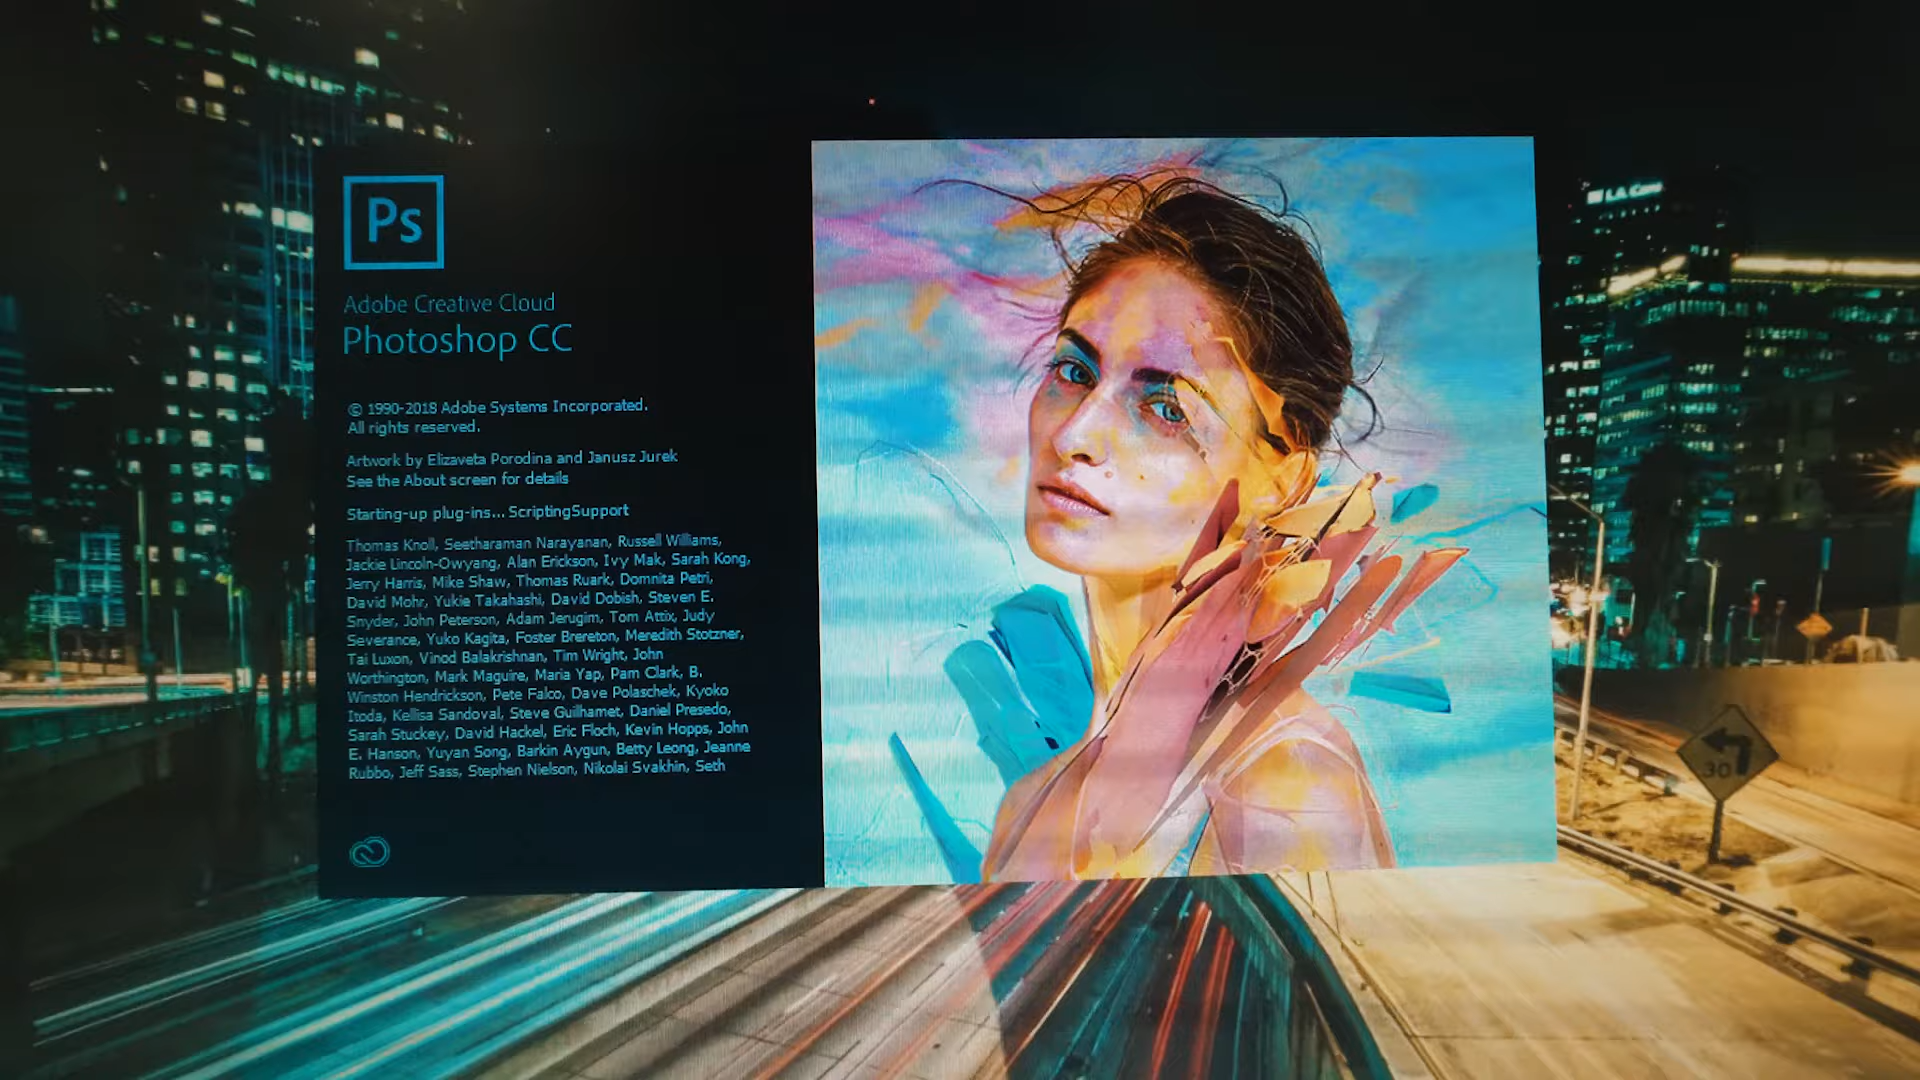 Ps
Adobe Creative Cloud
Photoshop CC
© 1990-2018 Adobe Systems Incorporated.
All rights reserved.
Artwork by Elizaveta Porodina and Janusz Jurek
See the About screen for details
Starting-up plug-ins... ScriptingSupport
Thomas Knoll, Seetharaman Narayanan, Russell Williams,
Jackie Lincoln-Owyang, Alan Erickson, Ivy Mak, Sarah Kong,
Jerry Harris, Mike Shaw, Thomas Ruark, Domnita Petri,
David Mohr, Yukie Takahashi, David Dobish, Steven E.
Snyder, John Peterson, Adam Jerugim, Tom Attix, Judy
Severance, Yuko Kagita, Foster Brereton, Meredith Stotzner,
Tai Luxon, Vinod Balakrishnan, Tim Wright, John
Worthington, Mark Maguire, Maria Yap, Pam Clark, B.
Winston Hendrickson, Pete Falco, Dave Polaschek, Kyoko
Itoda, Kellisa Sandoval, Steve Guilhamet, Daniel Presedo,
Sarah Stuckey, David Hackel, Eric Floch, Kevin Hopps, John
E. Hanson, Yuyan Song, Barkin Aygun, Betty Leong, Jeanne
Rubbo, Jeff Sass, Stephen Nielson, Nikolai Svakhin, Seth
L.A. Care
30